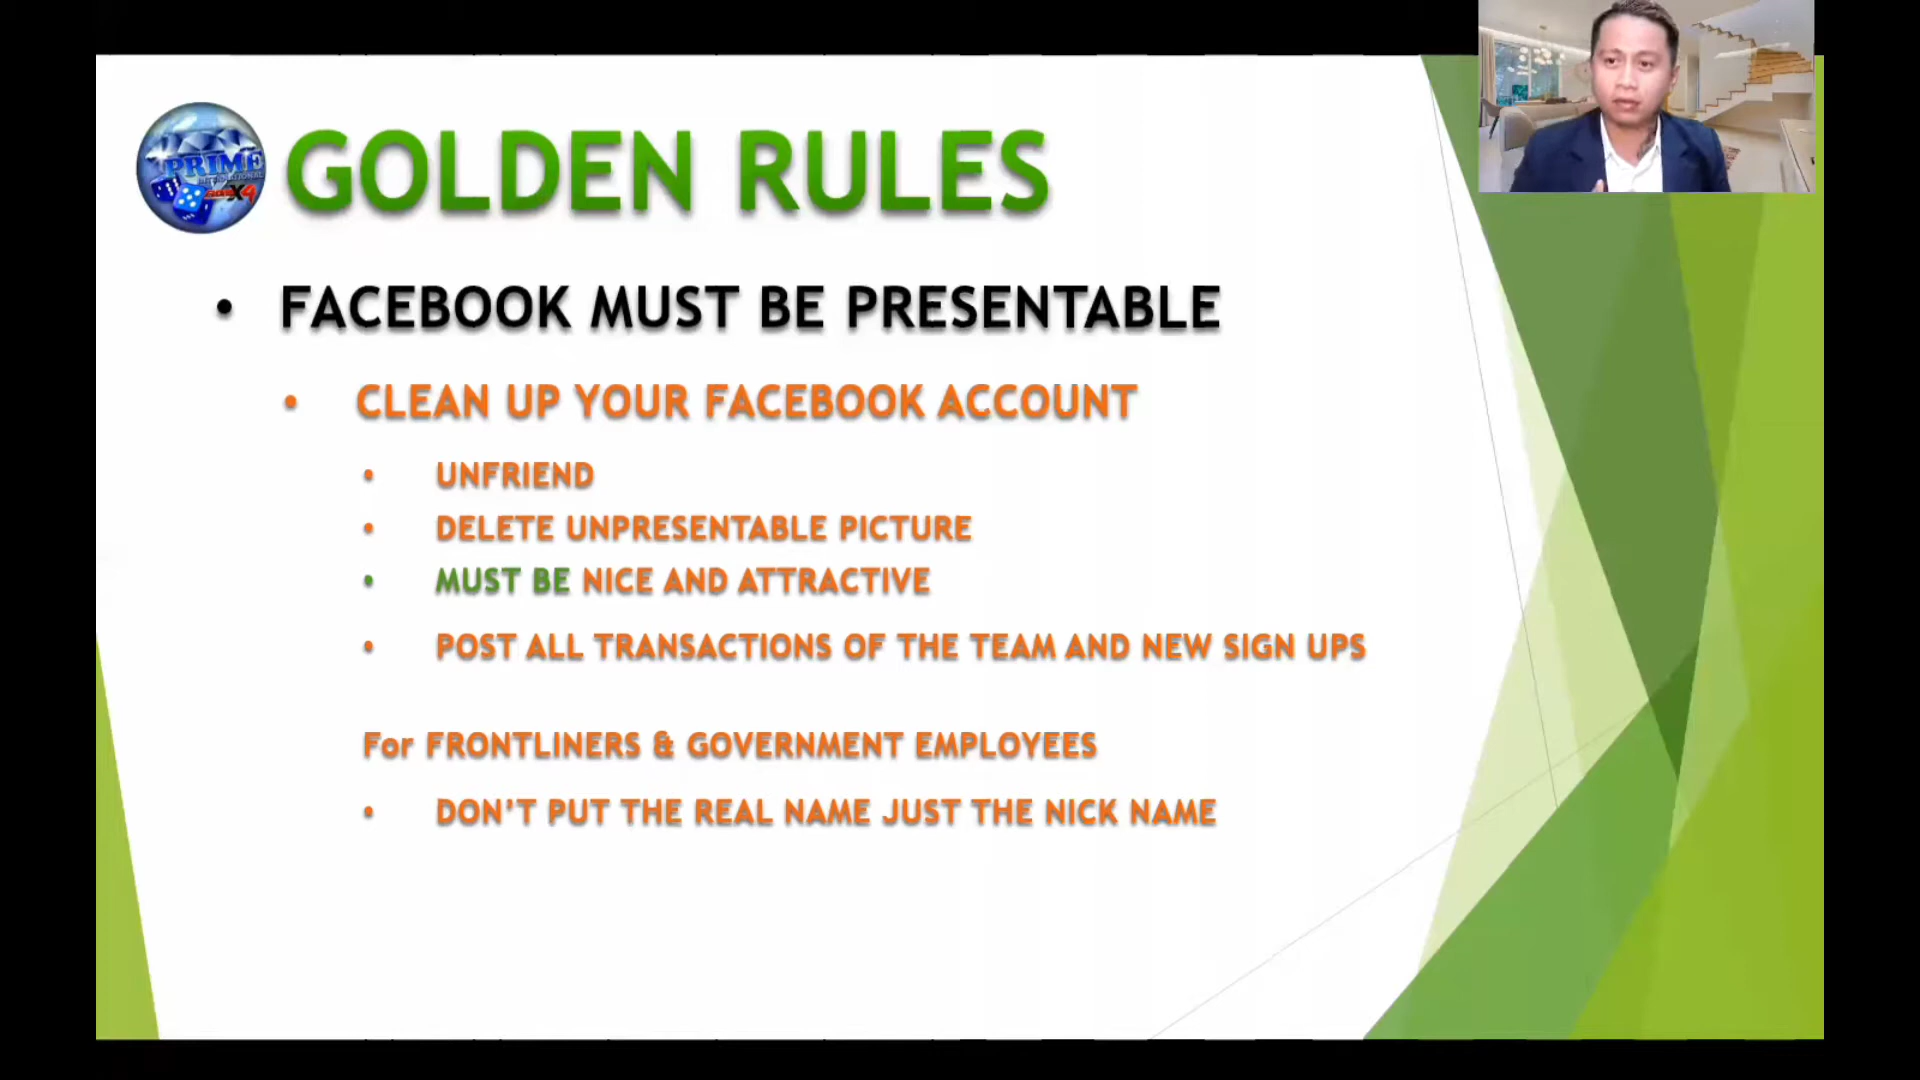 PRIME
INTERNATIONAL
X4
GOLDEN RULES
• FACEBOOK MUST BE PRESENTABLE
• CLEAN UP YOUR FACEBOOK ACCOUNT
• UNFRIEND
• DELETE UNPRESENTABLE PICTURE
• MUST BE NICE AND ATTRACTIVE
• POST ALL TRANSACTIONS OF THE TEAM AND NEW SIGN UPS
For FRONTLINERS & GOVERNMENT EMPLOYEES
• DON’T PUT THE REAL NAME JUST THE NICK NAME